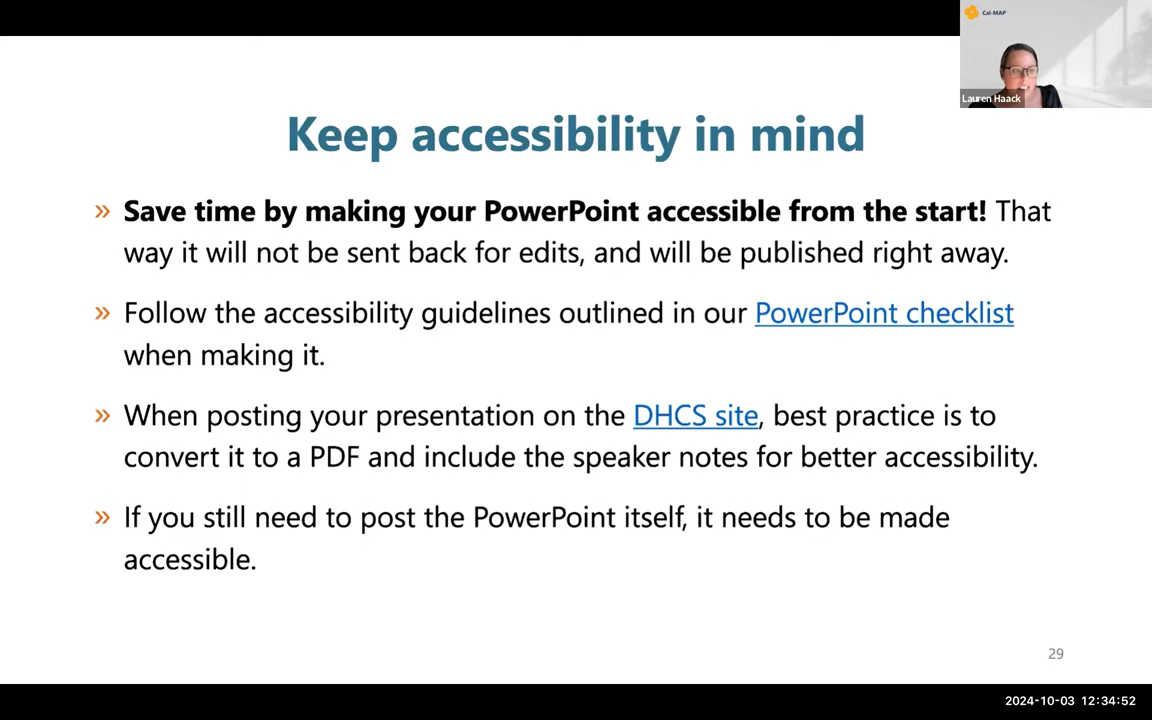 Cal-MAP
Lauren Haack
Keep accessibility in mind
» Save time by making your PowerPoint accessible from the start! That
way it will not be sent back for edits, and will be published right away.
» Follow the accessibility guidelines outlined in our PowerPoint checklist
when making it.
» When posting your presentation on the DHCS site, best practice is to
convert it to a PDF and include the speaker notes for better accessibility.
» If you still need to post the PowerPoint itself, it needs to be made
accessible.
29
2024-10-03 12:34:52